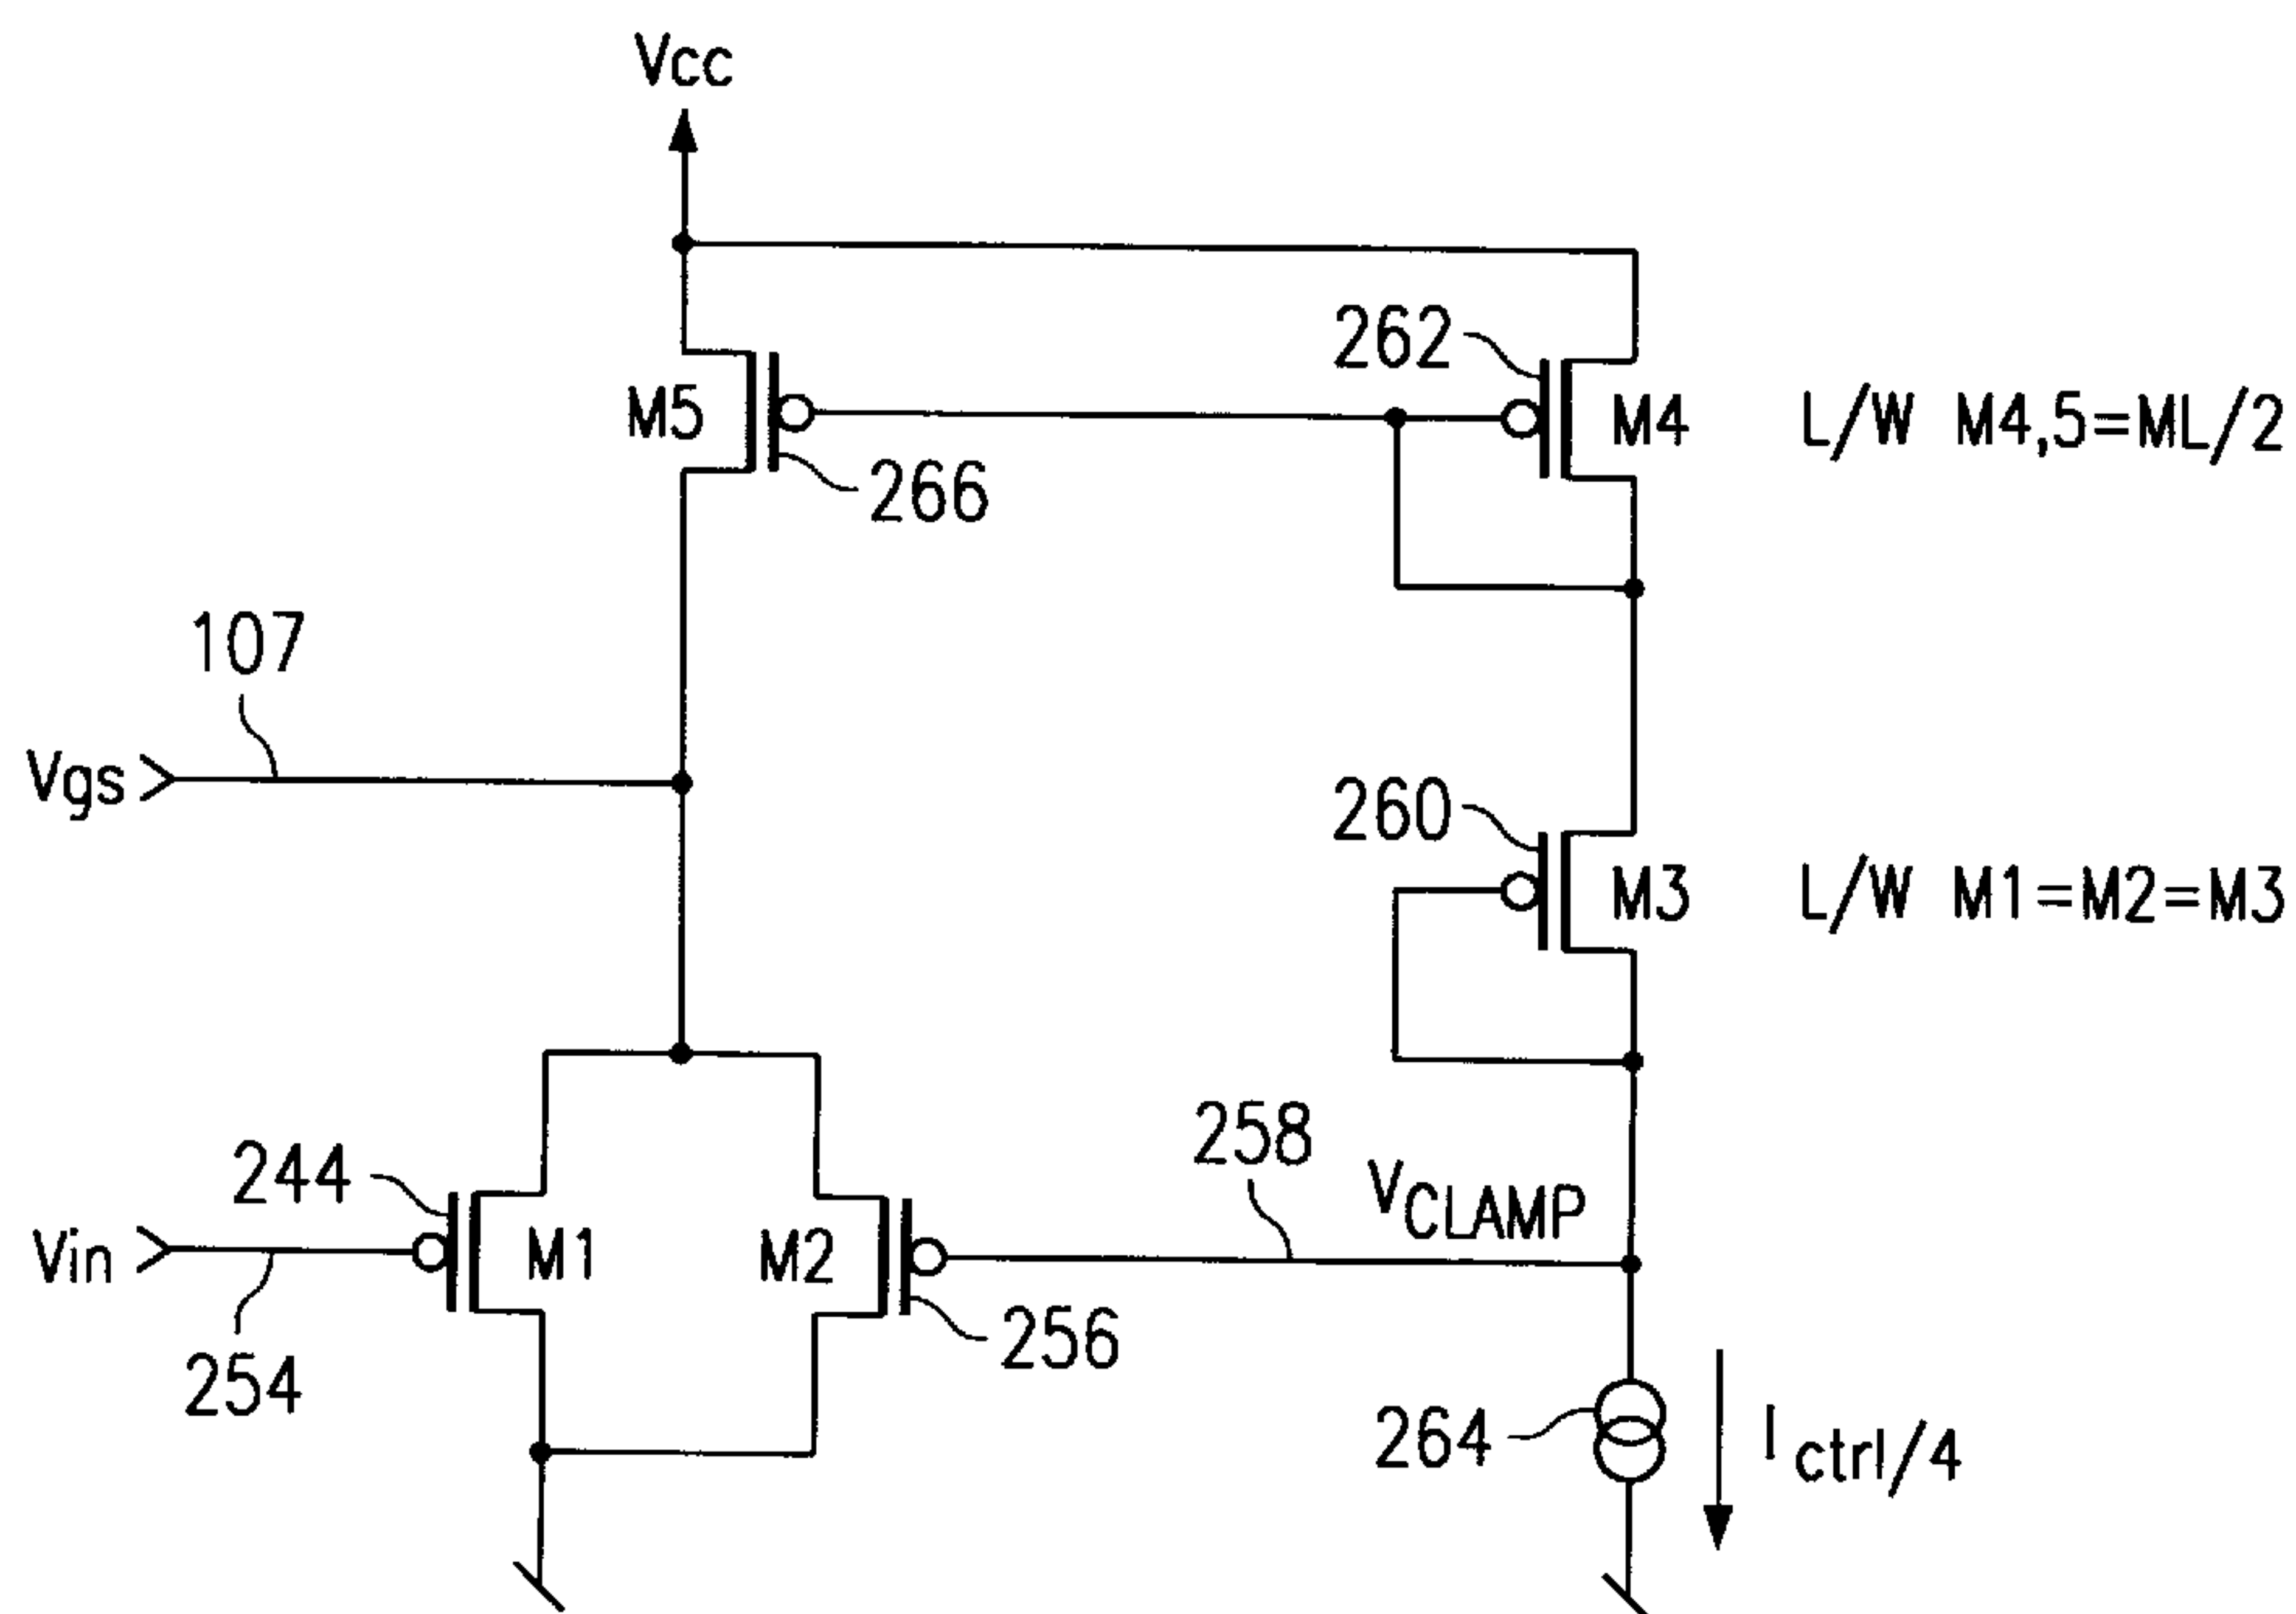 Vcc
262
M5
M4
L/W M4,5=ML/2
266
107
Vgs
260
M3
L/W M1=M2=M3
258
244
VCLAMP
Vin
M1
M2
256
254
264
Ictrl/4